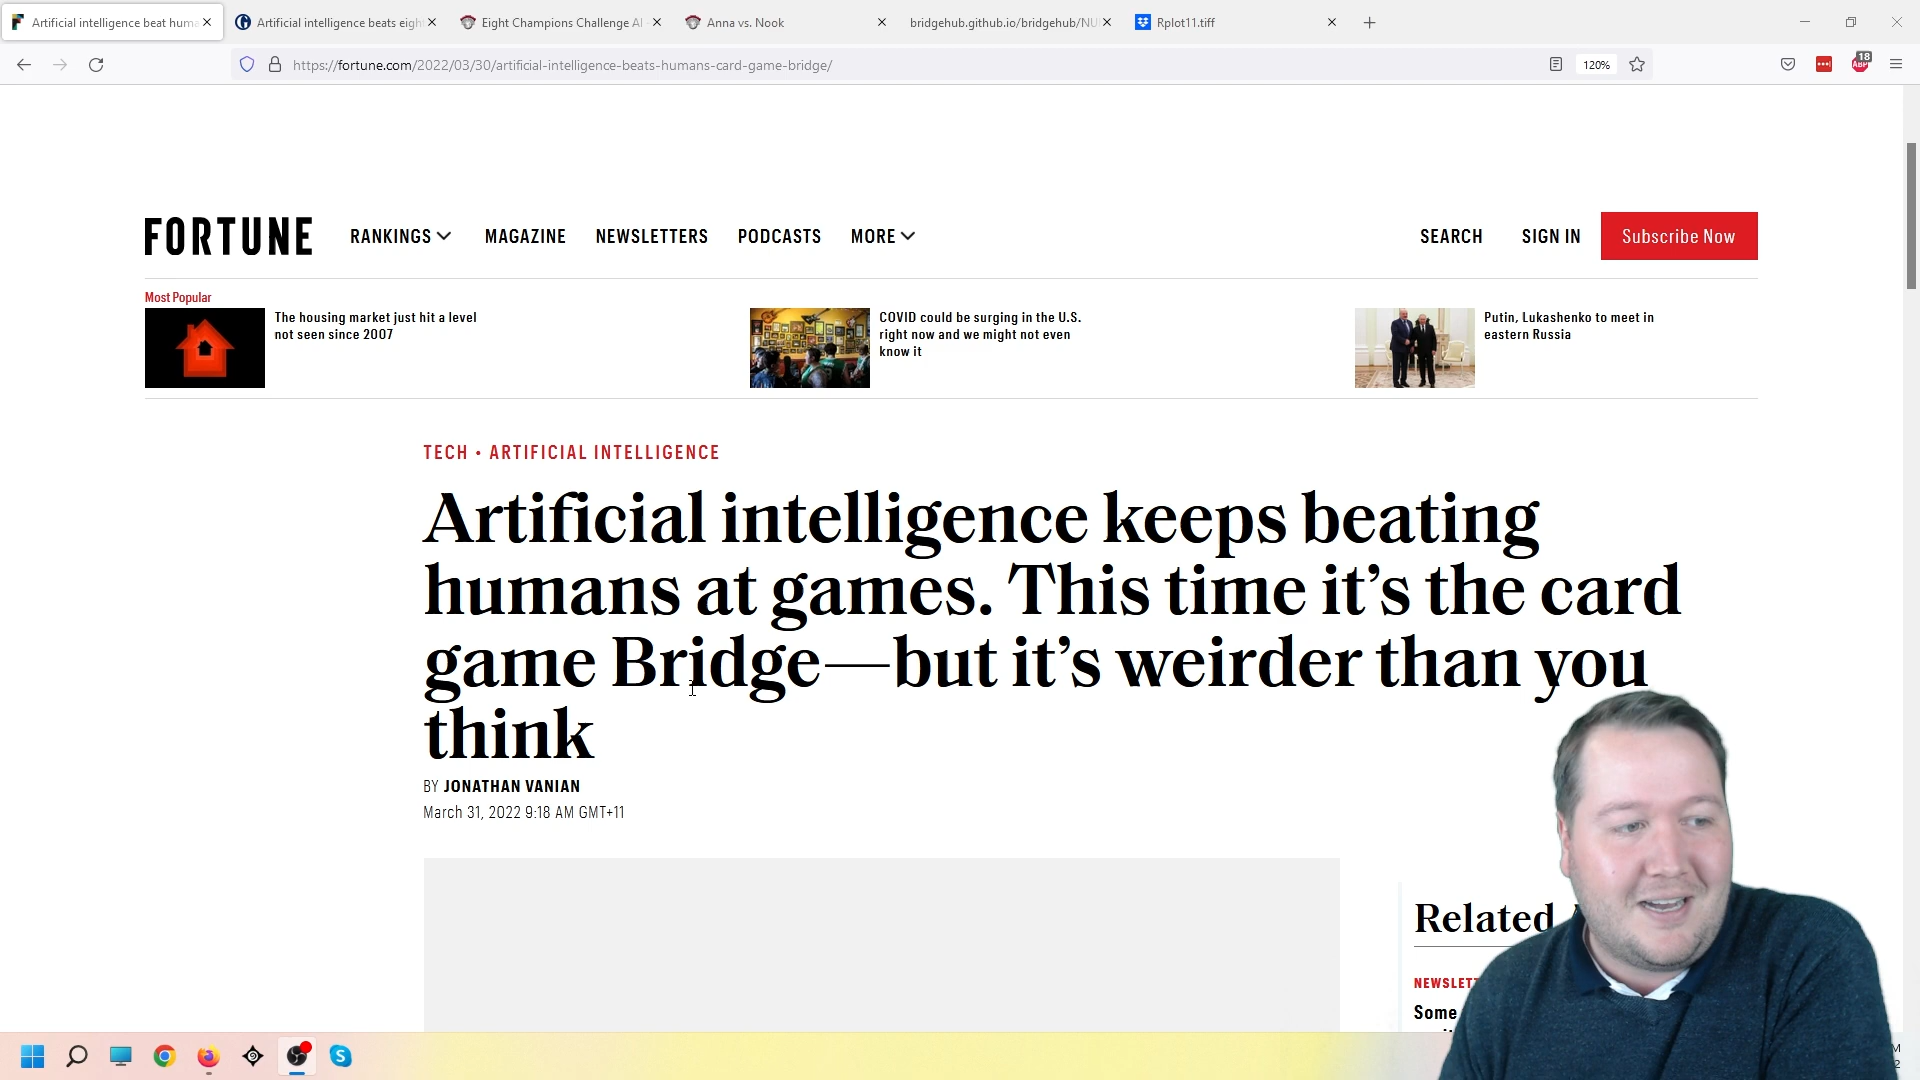 Artificial intelligence beat huma
Artificial intelligence beats eigh
Eight Champions Challenge AI -
Anna vs. Nook
bridgehub.github.io/bridgehub/NU
Rplot11.tiff
https://fortune.com/2022/03/30/artificial-intelligence-beats-humans-card-game-bridge/
120%
18
ABP
FORTUNE
RANKINGS
MAGAZINE
NEWSLETTERS
PODCASTS
MORE
SEARCH
SIGN IN
Subscribe Now
Most Popular
The housing market just hit a level
not seen since 2007
COVID could be surging in the U.S.
right now and we might not even
know it
Putin, Lukashenko to meet in
eastern Russia
TECH • ARTIFICIAL INTELLIGENCE
Artificial intelligence keeps beating
humans at games. This time it’s the card
game Bridge—but it’s weirder than you
think
BY JONATHAN VANIAN
March 31, 2022 9:18 AM GMT+11
Related
NEWSLETT
Some